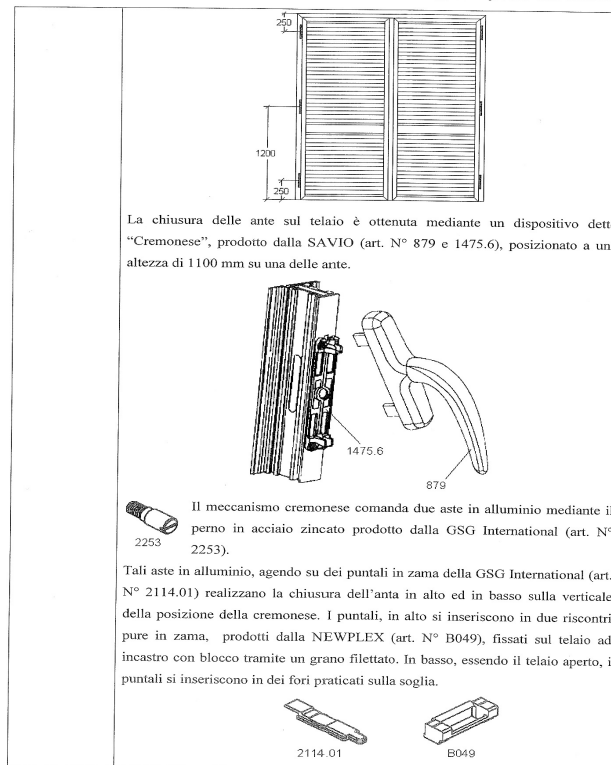 250
1200
250
La chiusura delle ante sul telaio è ottenuta mediante un dispositivo dett
“Cremonese”, prodotto dalla SAVIO (art. N° 879 e 1475.6), posizionato a un
altezza di 1100 mm su una delle ante.
1475.6
879
Il meccanismo cremonese comanda due aste in alluminio mediante il
perno in acciaio zincato prodotto dalla GSG International (art. N°
2253
2253).
Tali aste in alluminio, agendo su dei puntali in zama della GSG International (art.
N° 2114.01) realizzano la chiusura dell’anta in alto ed in basso sulla verticale
della posizione della cremonese. I puntali, in alto si inseriscono in due riscontri
pure in zama, prodotti dalla NEWPLEX (art. N° B049), fissati sul telaio ad
incastro con blocco tramite un grano filettato. In basso, essendo il telaio aperto, i
puntali si inseriscono in dei fori praticati sulla soglia.
2114.01
B049